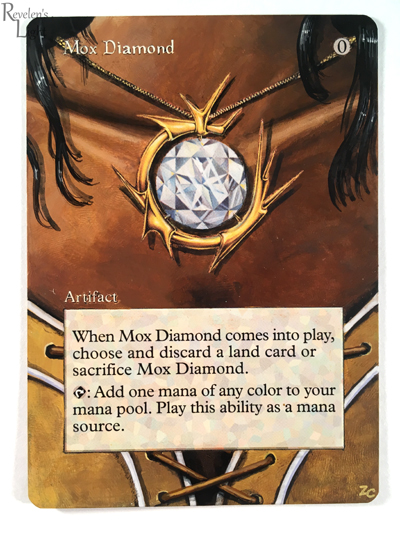 Revelen's
Mox Diamond
0
Artifact
When Mox Diamond comes into play,
choose and discard a land card or
sacrifice Mox Diamond.
: Add one mana of any color to your
mana pool. Play this ability as a mana
source.
ZC